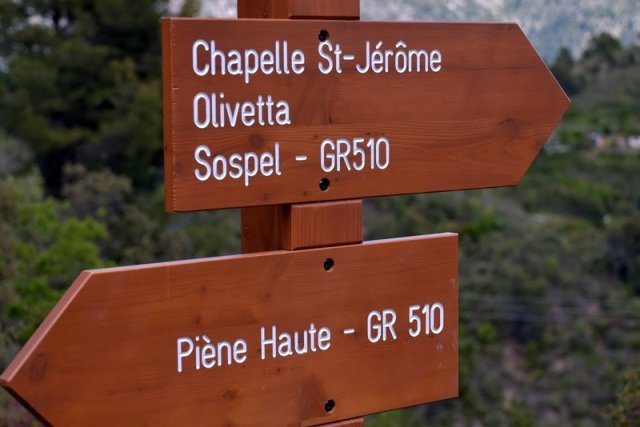 Chapelle St-Jérôme
Olivetta
Sospel - GR510
Piène Haute - GR 510